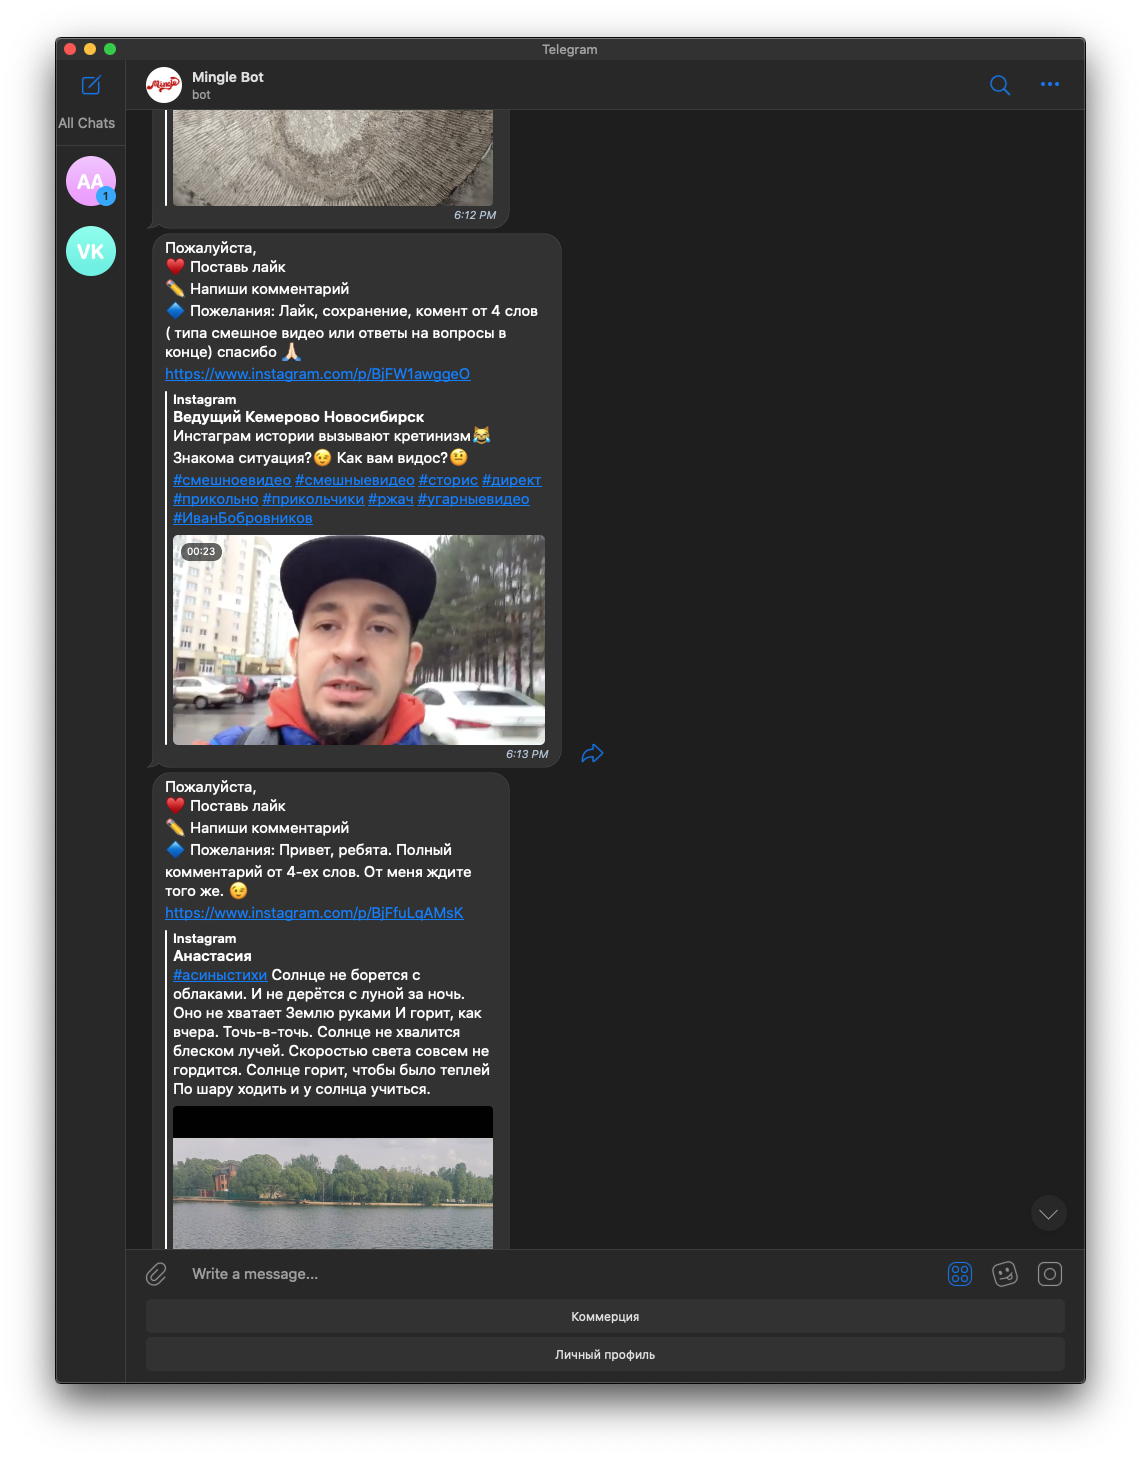 Telegram
Mingle
Mingle Bot
bot
All Chats
AA
1
VK
6:12 PM
Пожалуйста,
♥️ Поставь лайк
✏️ Напиши комментарий
🔷 Пожелания: Лайк, сохранение, комент от 4 слов
( типа смешное видео или ответы на вопросы в
конце) спасибо 🙏🏻
https://www.instagram.com/p/BjFW1awggeO
Instagram
Ведущий Кемерово Новосибирск
Инстаграм истории вызывают кретинизм😹
Знакома ситуация?😉 Как вам видос?🤨
#смешноевидео #смешныевидео #сторис #директ
#прикольно #прикольчики #ржач #угарныевидео
#ИванБобровников
00:23
6:13 PM
Пожалуйста,
♥️ Поставь лайк
✏️ Напиши комментарий
🔷 Пожелания: Привет, ребята. Полный
комментарий от 4-ех слов. От меня ждите
того же. 😉
https://www.instagram.com/p/BjFfuLqAMsK
Instagram
Анастасия
#асиныстихи Солнце не борется с
облаками. И не дерётся с луной за ночь.
Оно не хватает Землю руками И горит, как
вчера. Точь-в-точь. Солнце не хвалится
блеском лучей. Скоростью света совсем не
гордится. Солнце горит, чтобы было теплей
По шару ходить и у солнца учиться.
Write a message...
Коммерция
Личный профиль